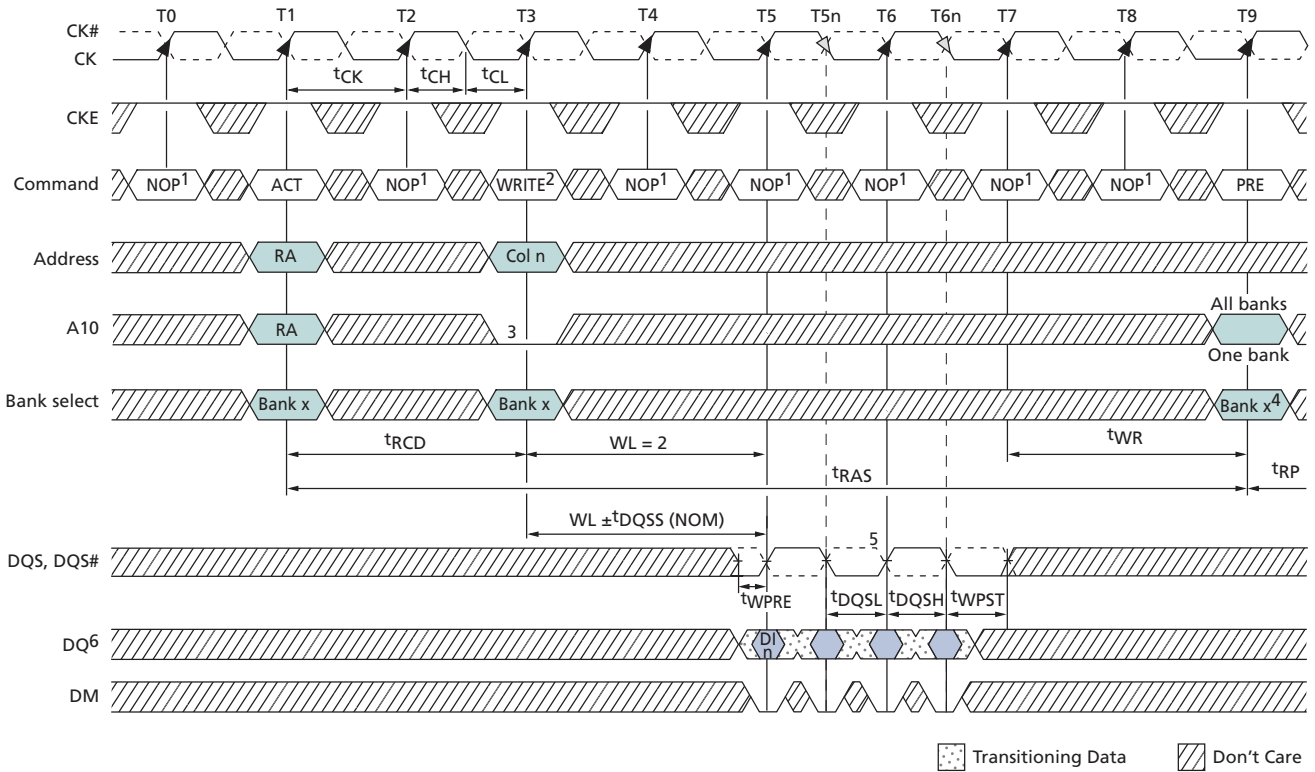 T0 T1 T2 T3 T4 T5 T5n T6 T6n T7 T8 T9
CK#
CK
tCK tCH tCL
CKE
Command NOP1 ACT NOP1 WRITE2 NOP1 NOP1 NOP1 NOP1 NOP1 PRE
Address RA Col n
All banks
A10 RA 3
One bank
Bank select Bank x Bank x Bank x4
tRCD WL = 2 tWR
tRAS tRP
WL ±tDQSS (NOM)
5
DQS, DQS#
tWPRE tDQSL tDQSH tWPST
DQ6 DI
n
DM
Transitioning Data Don't Care